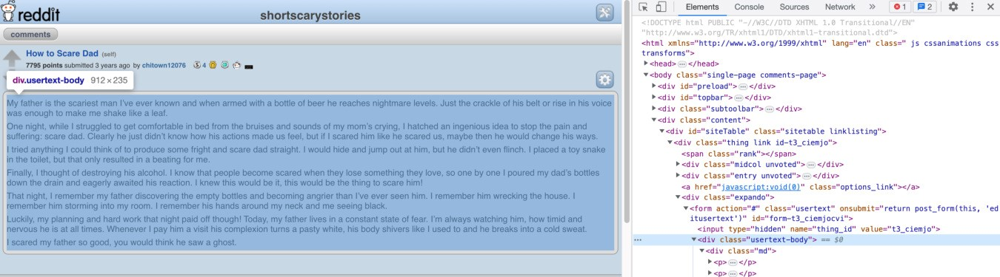 reddit
shortscarystories
comments
How to Scare Dad (self)
7795 points submitted 3 years ago by chitown12076 4
div.usertext-body 912 × 235
My father is the scariest man I've ever known and when armed with a bottle of beer he reaches nightmare levels. Just the crackle of his belt or rise in his voice
was enough to make me shake like a leaf.
One night, while I struggled to get comfortable in bed from the bruises and sounds of my mom's crying, I hatched an ingenious idea to stop the pain and
suffering: scare dad. Clearly he just didn't know how his actions made us feel, but if I scared him like he scared us, maybe then he would change his ways.
I tried anything I could think of to produce some fright and scare dad straight. I would hide and jump out at him, but he didn't even flinch. I placed a toy snake
in the toilet, but that only resulted in a beating for me.
Finally, I thought of destroying his alcohol. I know that people become scared when they lose something they love, so one by one I poured my dad's bottles
down the drain and eagerly awaited his reaction. I knew this would be it, this would be the thing to scare him!
That night, I remember my father discovering the empty bottles and becoming angrier than I've ever seen him. I remember him wrecking the house. I
remember him storming into my room. I remember his hands around my neck and me seeing black.
Luckily, my planning and hard work that night paid off though! Today, my father lives in a constant state of fear. I'm always watching him, how timid and
nervous he is at all times. Whenever I pay him a visit his complexion turns a pasty white, his body shivers like I used to and he breaks into a cold sweat.
I scared my father so good, you would think he saw a ghost.
Elements Console Sources Network » 1 2
<!DOCTYPE html PUBLIC "-//W3C//DTD XHTML 1.0 Transitional//EN"
"http://www.w3.org/TR/xhtml1/DTD/xhtml1-transitional.dtd">
<html xmlns="http://www.w3.org/1999/xhtml" lang="en" class=" js cssanimations css
transforms">
<head>…</head>
<body class="single-page comments-page">
<div id="preload">…</div>
<div id="topbar">…</div>
<div class="subtoolbar">…</div>
<div class="content">
<div id="siteTable" class="sitetable linklisting">
<div class="thing link id-t3_ciemjo">
<span class="rank"></span>
<div class="midcol unvoted">…</div>
<div class="entry unvoted">…</div>
<a href="javascript:void(0)" class="options_link"></a>
<div class="expando">
<form action="#" class="usertext" onsubmit="return post_form(this, 'ed
itusertext')" id="form-t3_ciemjocvi">
<input type="hidden" name="thing_id" value="t3_ciemjo">
… <div class="usertext-body"> == $0
<div class="md">
<p>…</p>
<p>…</p>